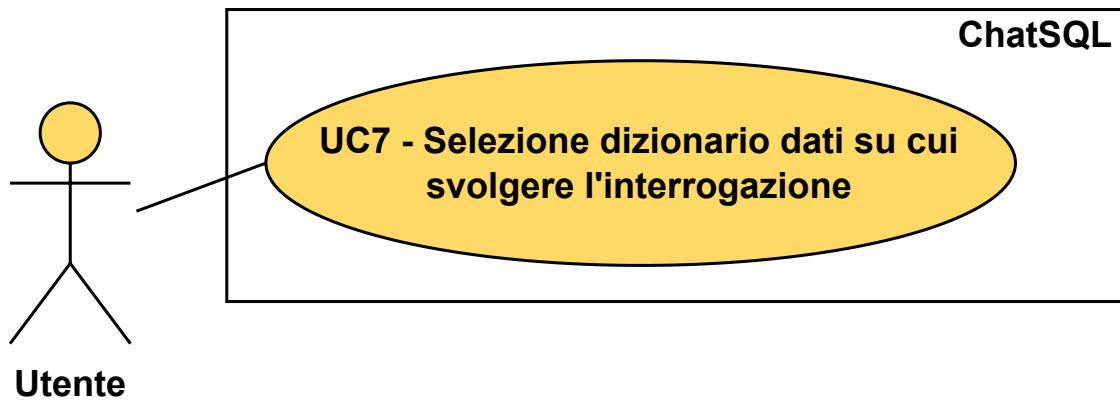 ChatSQL
UC7 - Selezione dizionario dati su cui
svolgere l'interrogazione
Utente